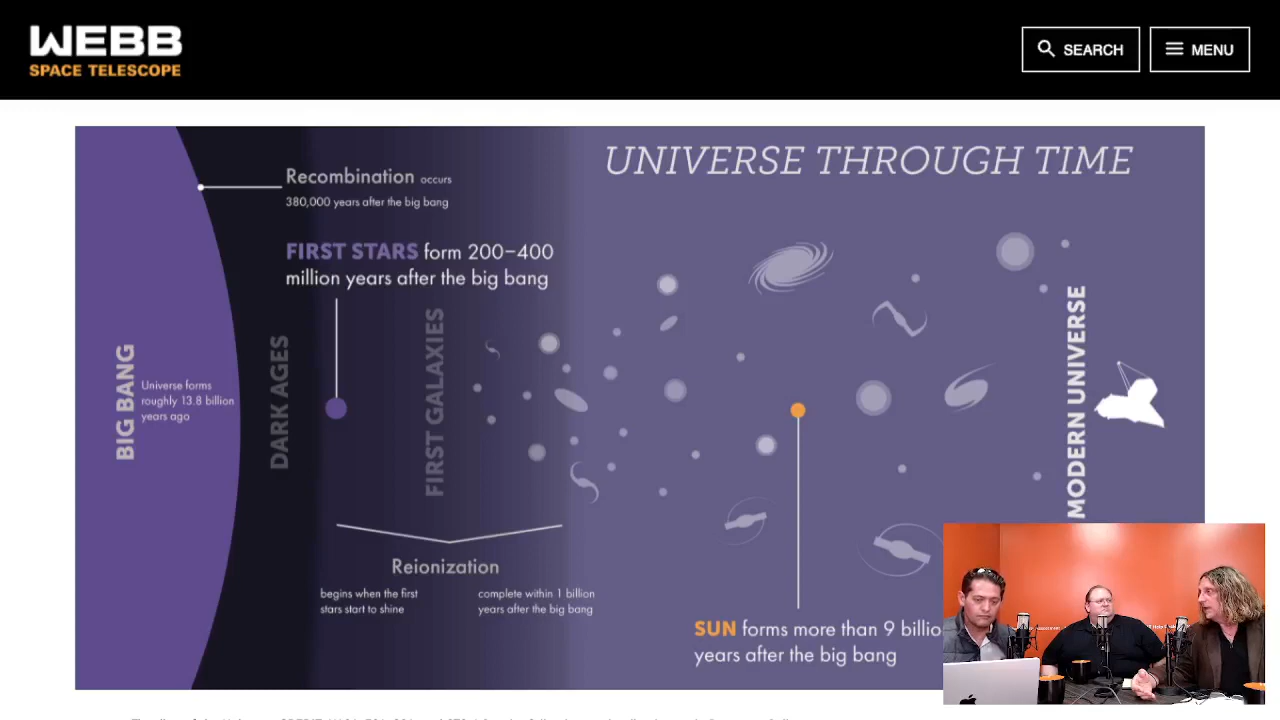 WEBB
SPACE TELESCOPE
SEARCH
MENU
UNIVERSE THROUGH TIME
Recombination occurs
380,000 years after the big bang
FIRST STARS form 200–400
million years after the big bang
BIG BANG
Universe forms
roughly 13.8 billion
years ago
DARK AGES
FIRST GALAXIES
MODERN UNIVERSE
Reionization
begins when the first
stars start to shine
complete within 1 billion
years after the big bang
SUN forms more than 9 billio
years after the big bang